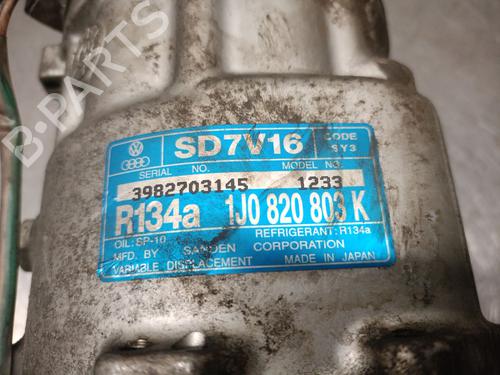 SD7V16 CODE
SY3
SERIAL NO. MODEL NO.
3982703145 1233
R134a 1J0 820 803 K
OIL: SP-10 REFRIGERANT: R134a
MFD. BY SANDEN CORPORATION
VARIABLE DISPLACEMENT MADE IN JAPAN
B-Parts